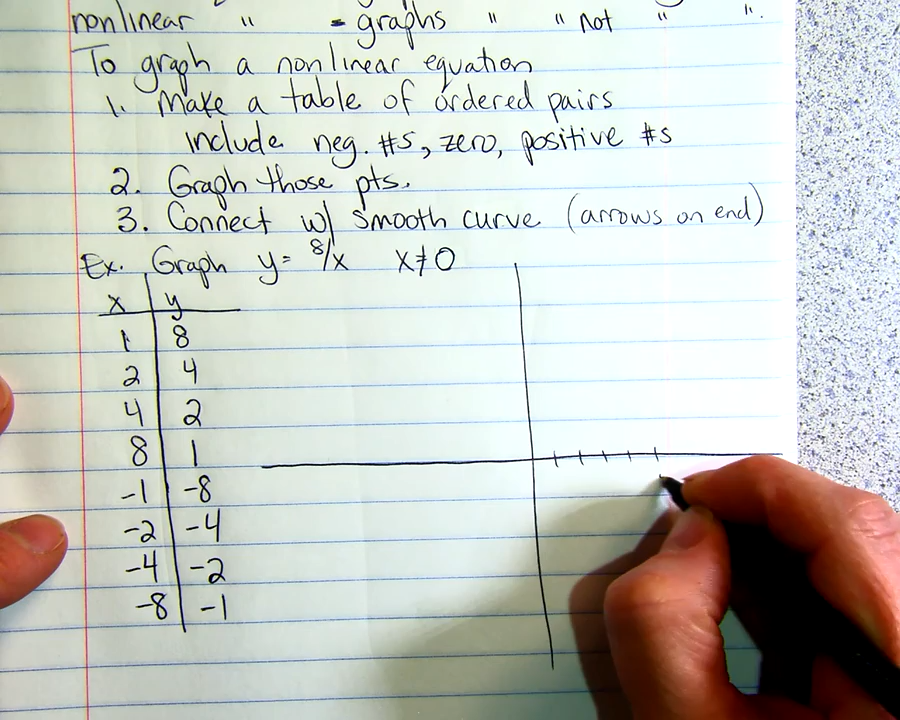 nonlinear " = graphs " " not " ".
To graph a nonlinear equation
1. Make a table of ordered pairs
include neg. #s, zero, positive #s
2. Graph those pts.
3. Connect w/ smooth curve (arrows on end)
Ex. Graph y = 8/x x≠0
x y
1 8
2 4
4 2
8 1
-1 -8
-2 -4
-4 -2
-8 -1